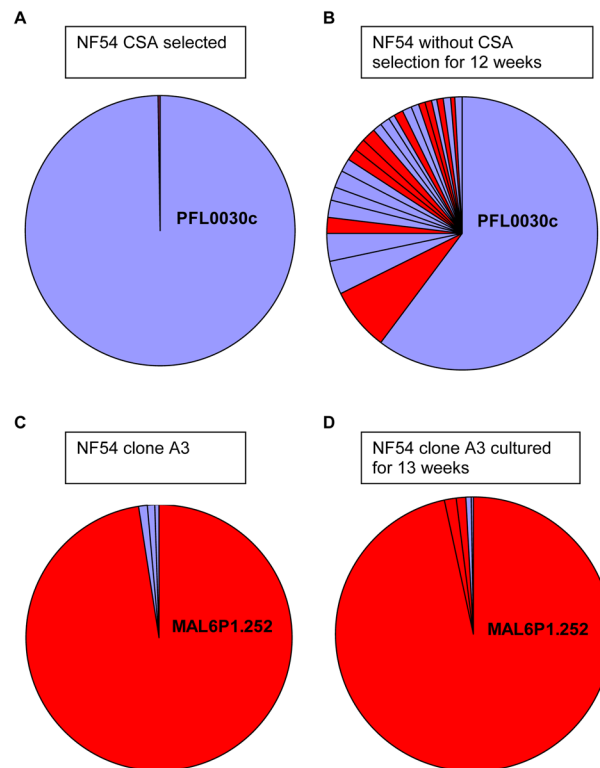 A
NF54 CSA selected
PFL0030c
B
NF54 without CSA
selection for 12 weeks
PFL0030c
C
NF54 clone A3
MAL6P1.252
D
NF54 clone A3 cultured
for 13 weeks
MAL6P1.252